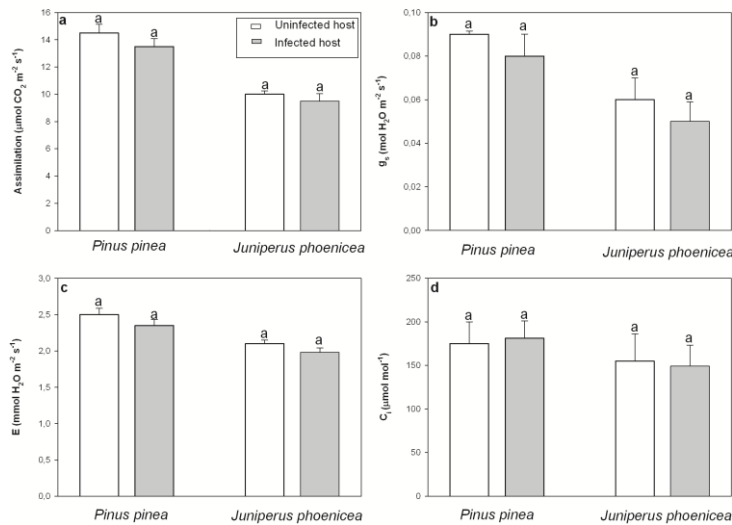 a
Uninfected host
Infected host
a
a
a
a
Assimilation (μmol CO₂ m⁻² s⁻¹)
16
14
12
10
8
6
4
2
0
Pinus pinea
Juniperus phoenicea
b
a
a
a
a
gₛ (mol H₂O m⁻² s⁻¹)
0,10
0,08
0,06
0,04
0,02
0,00
Pinus pinea
Juniperus phoenicea
c
a
a
a
a
E (mmol H₂O m⁻² s⁻¹)
3,0
2,5
2,0
1,5
1,0
0,5
0,0
Pinus pinea
Juniperus phoenicea
d
a
a
a
a
Cᵢ (μmol mol⁻¹)
250
200
150
100
50
0
Pinus pinea
Juniperus phoenicea